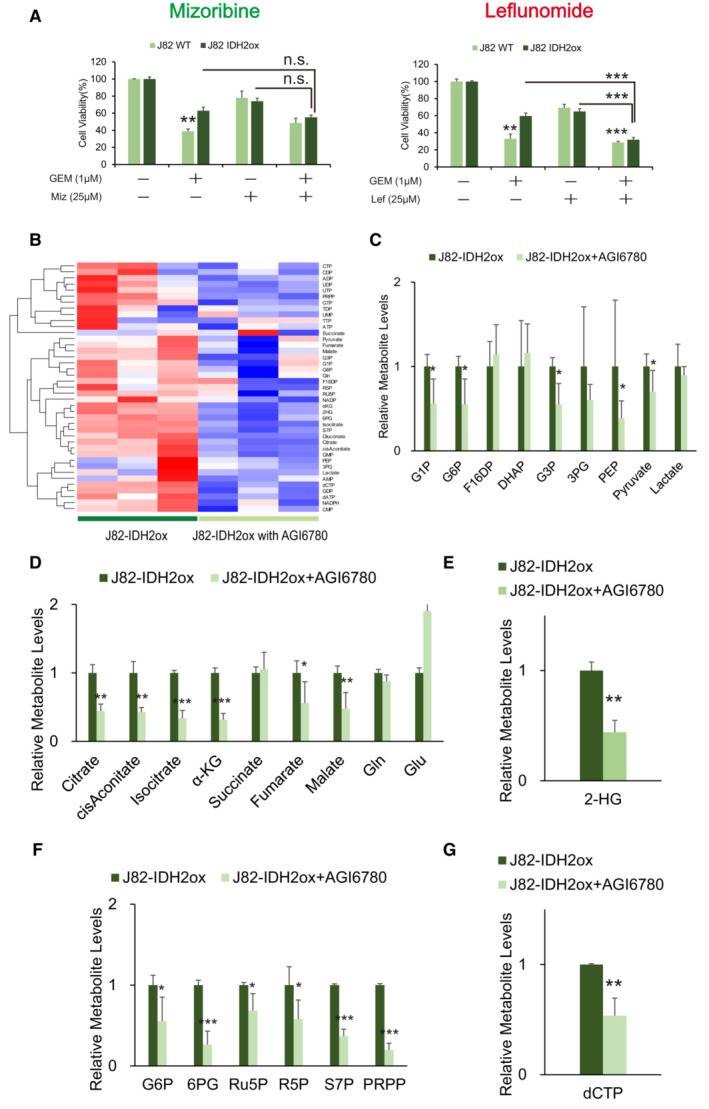 A
Mizoribine
Leflunomide
J82 WT J82 IDH2ox
n.s.
n.s.
**
Cell Viability(%)
120
100
80
60
40
20
0
GEM (1μM) — + — +
Miz (25μM) — — + +
J82 WT J82 IDH2ox
***
***
**
***
Cell Viability(%)
120
100
80
60
40
20
0
GEM (1μM) — + — +
Lef (25μM) — — + +
B
CTP
CDP
ADP
UDP
UTP
PRPP
GTP
TDP
UMP
TTP
ATP
Succinate
Pyruvate
Fumarate
Malate
G3P
G1P
G6P
Gln
F16DP
R5P
RU5P
NADP
αKG
2HG
6PG
Isocitrate
S7P
Gluconate
Citrate
cisAconitate
GMP
PEP
3PG
Lactate
AMP
dCTP
GDP
dATP
NADPH
CMP
J82-IDH2ox J82-IDH2ox with AGI6780
C
J82-IDH2ox J82-IDH2ox+AGI6780
Relative Metabolite Levels
2
1
0
* * * * *
G1P G6P F16DP DHAP G3P 3PG PEP Pyruvate Lactate
D
J82-IDH2ox J82-IDH2ox+AGI6780
Relative Metabolite Levels
2
1
0
** ** *** *** * **
Citrate cisAconitate Isocitrate α-KG Succinate Fumarate Malate Gln Glu
E
J82-IDH2ox
J82-IDH2ox+AGI6780
Relative Metabolite Levels
1
0
**
2-HG
F
J82-IDH2ox J82-IDH2ox+AGI6780
Relative Metabolite Levels
2
1
0
* *** * * *** ***
G6P 6PG Ru5P R5P S7P PRPP
G
J82-IDH2ox
J82-IDH2ox+AGI6780
Relative Metabolite Levels
1
0
**
dCTP